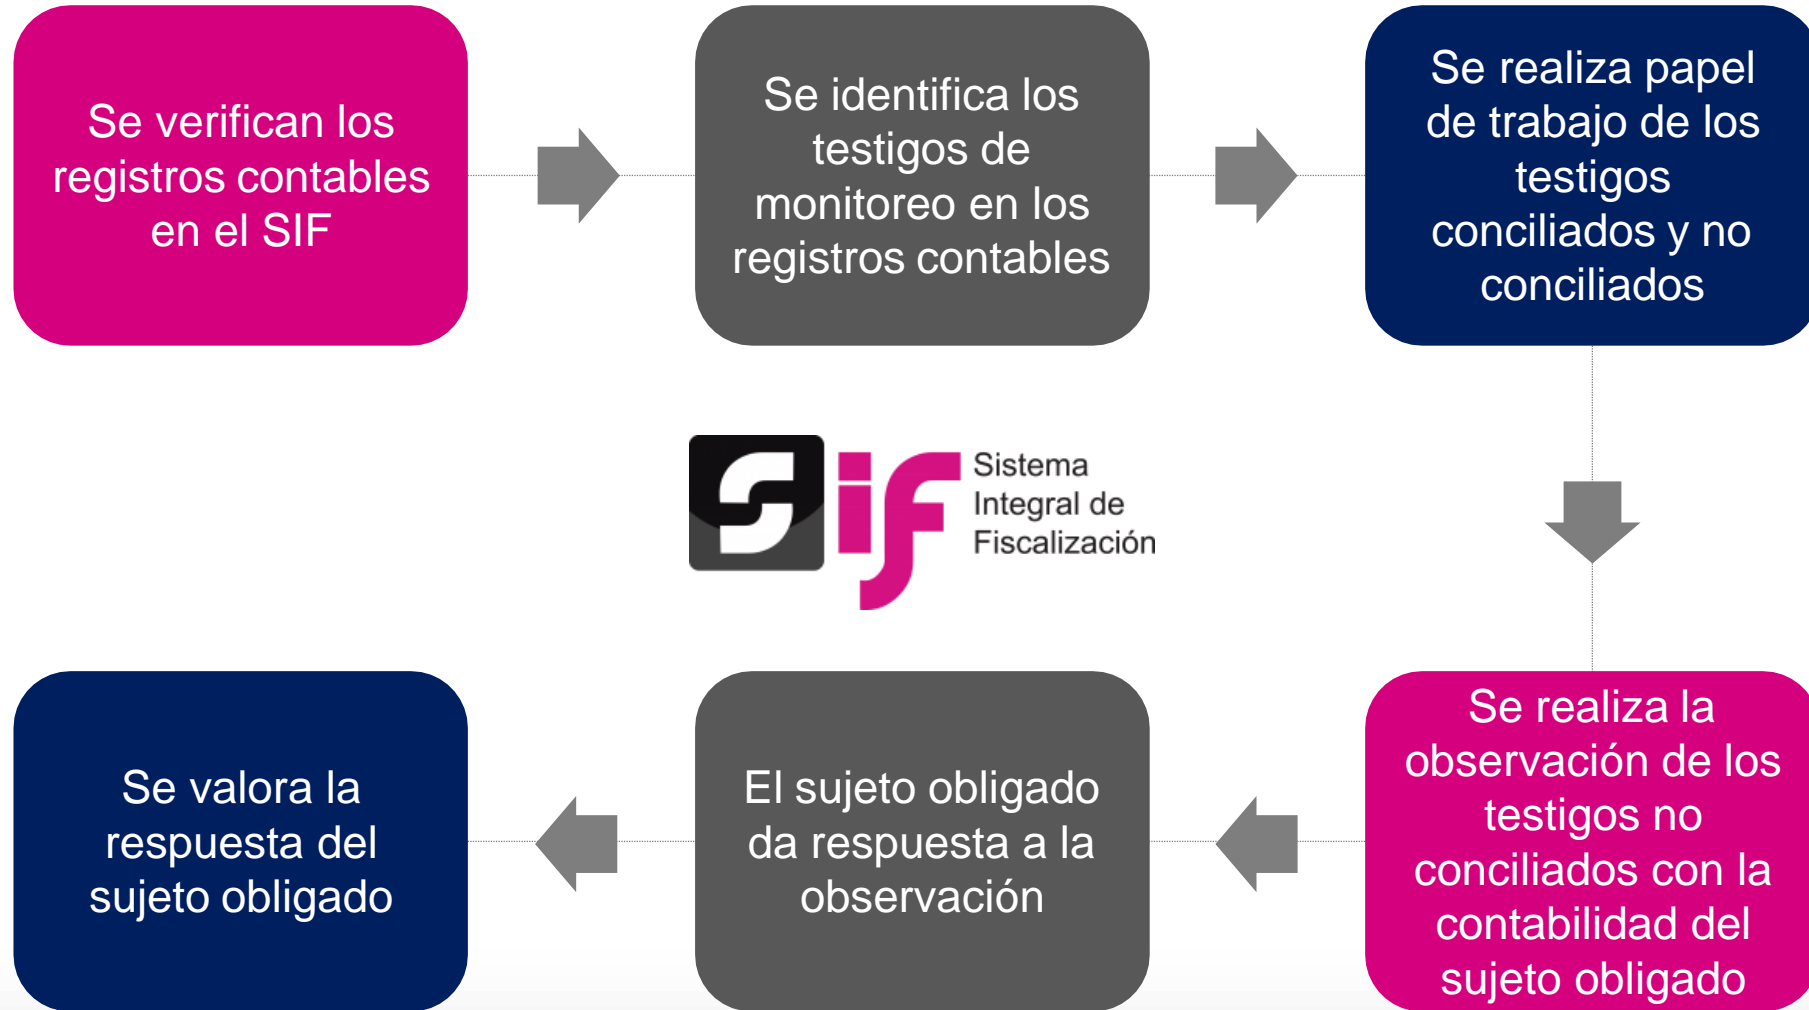 Se verifican los
registros contables
en el SIF
Se identifica los
testigos de
monitoreo en los
registros contables
Se realiza papel
de trabajo de los
testigos
conciliados y no
conciliados
Sif
Sistema
Integral de
Fiscalización
Se realiza la
observación de los
testigos no
conciliados con la
contabilidad del
sujeto obligado
El sujeto obligado
da respuesta a la
observación
Se valora la
respuesta del
sujeto obligado